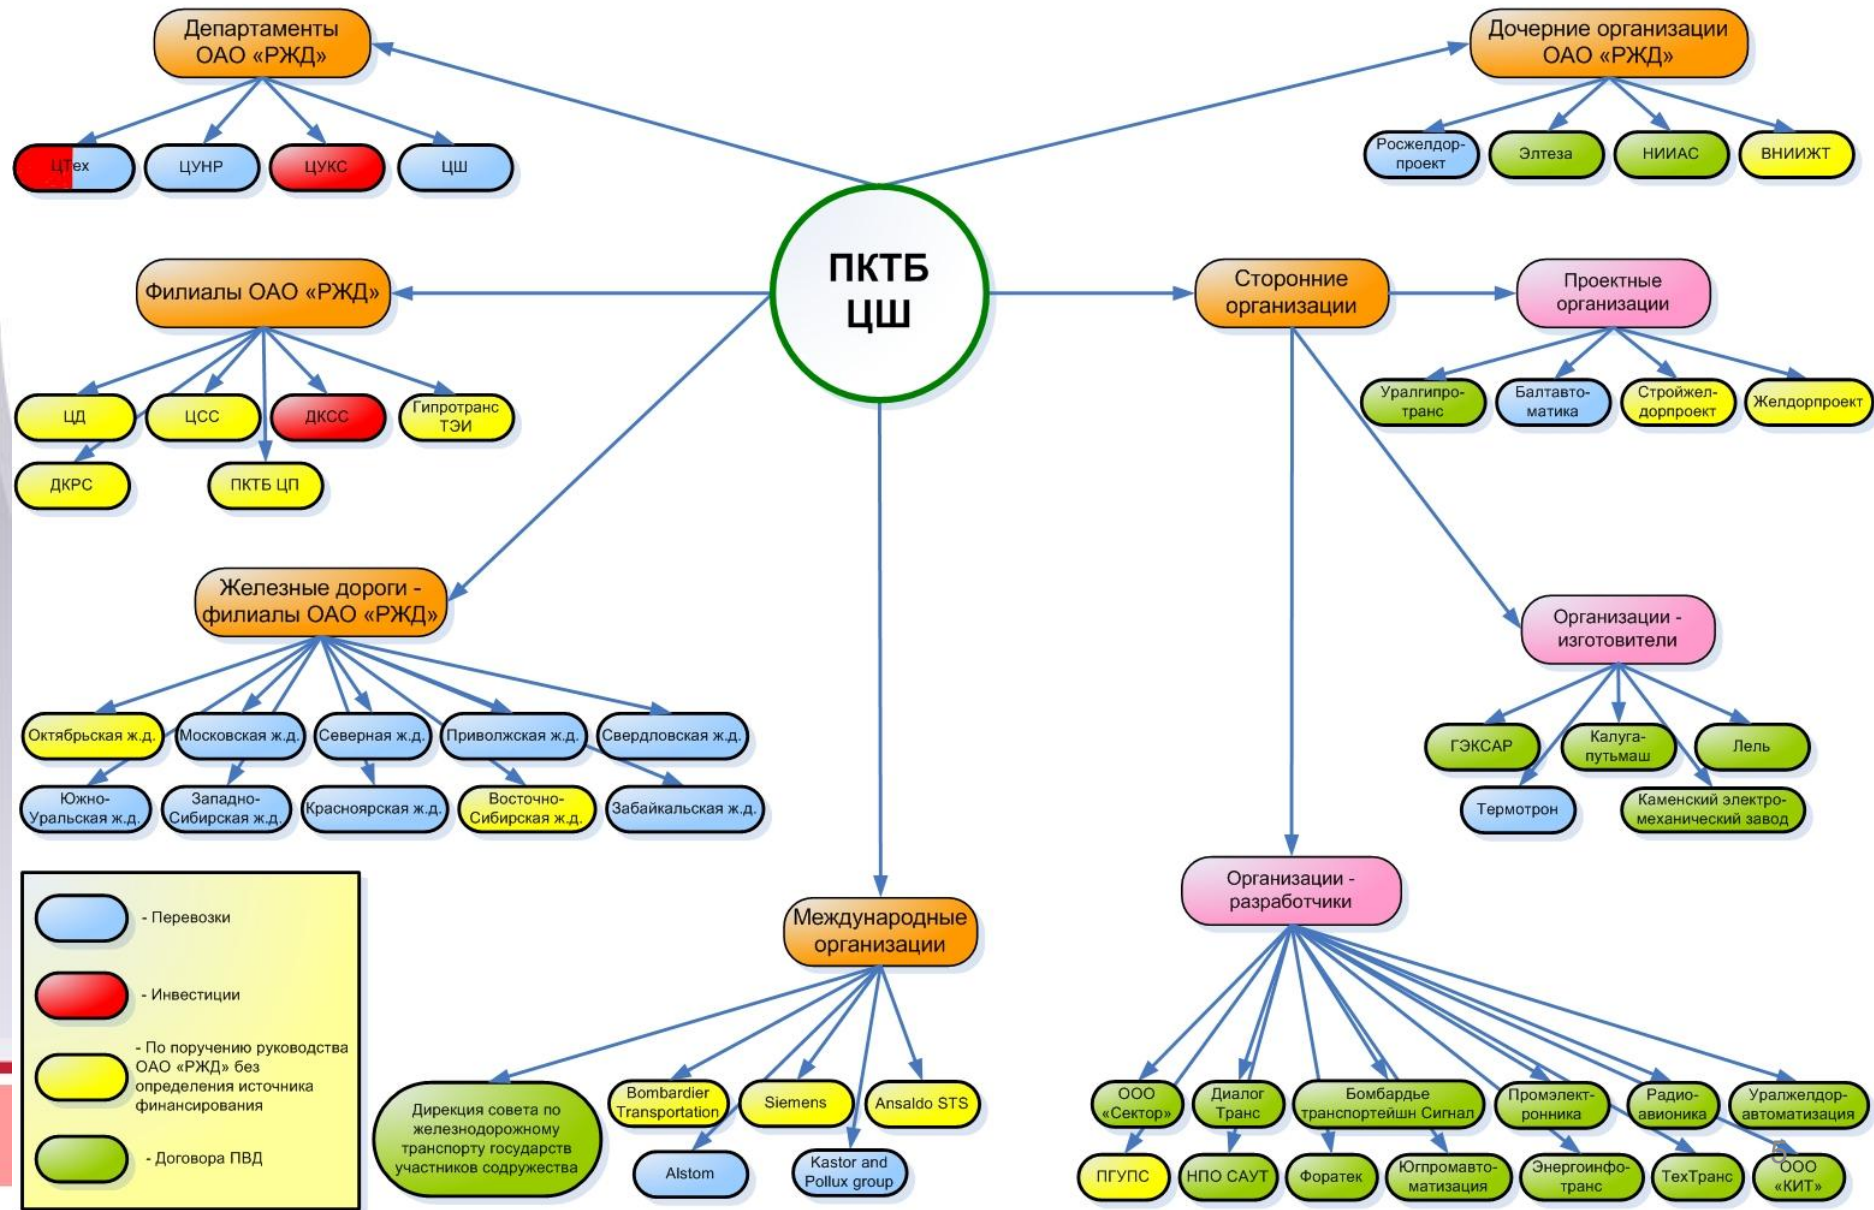 Департаменты
ОАО «РЖД»
Дочерние организации
ОАО «РЖД»
ЦТех
ЦУНР
ЦУКС
ЦШ
Росжелдор-
проект
Элтеза
НИИАС
ВНИИЖТ
ПКТБ
ЦШ
Филиалы ОАО «РЖД»
Сторонние
организации
Проектные
организации
ЦД
ЦСС
ДКСС
Гипротранс
ТЭИ
ДКРС
ПКТБ ЦП
Уралгипро-
транс
Балтавто-
матика
Стройжел-
дорпроект
Желдорпроект
Железные дороги -
филиалы ОАО «РЖД»
Организации -
изготовители
Октябрьская ж.д.
Московская ж.д.
Северная ж.д.
Приволжская ж.д.
Свердловская ж.д.
Южно-
Уральская ж.д.
Западно-
Сибирская ж.д.
Красноярская ж.д.
Восточно-
Сибирская ж.д.
Забайкальская ж.д.
ГЭКСАР
Калуга-
путьмаш
Лель
Термотрон
Каменский электро-
механический завод
- Перевозки
- Инвестиции
- По поручению руководства
ОАО «РЖД» без
определения источника
финансирования
- Договора ПВД
Международные
организации
Дирекция совета по
железнодорожному
транспорту государств
участников содружества
Bombardier
Transportation
Siemens
Ansaldo STS
Alstom
Kastor and
Pollux group
Организации -
разработчики
ООО
«Сектор»
Диалог
Транс
Бомбардье
транспортейшн Сигнал
Промэлект-
ронника
Радио-
авионика
Уралжелдор-
автоматизация
ПГУПС
НПО САУТ
Форатек
Югпромавто-
матизация
Энергоинфо-
транс
ТехТранс
ООО
«КИТ»
5